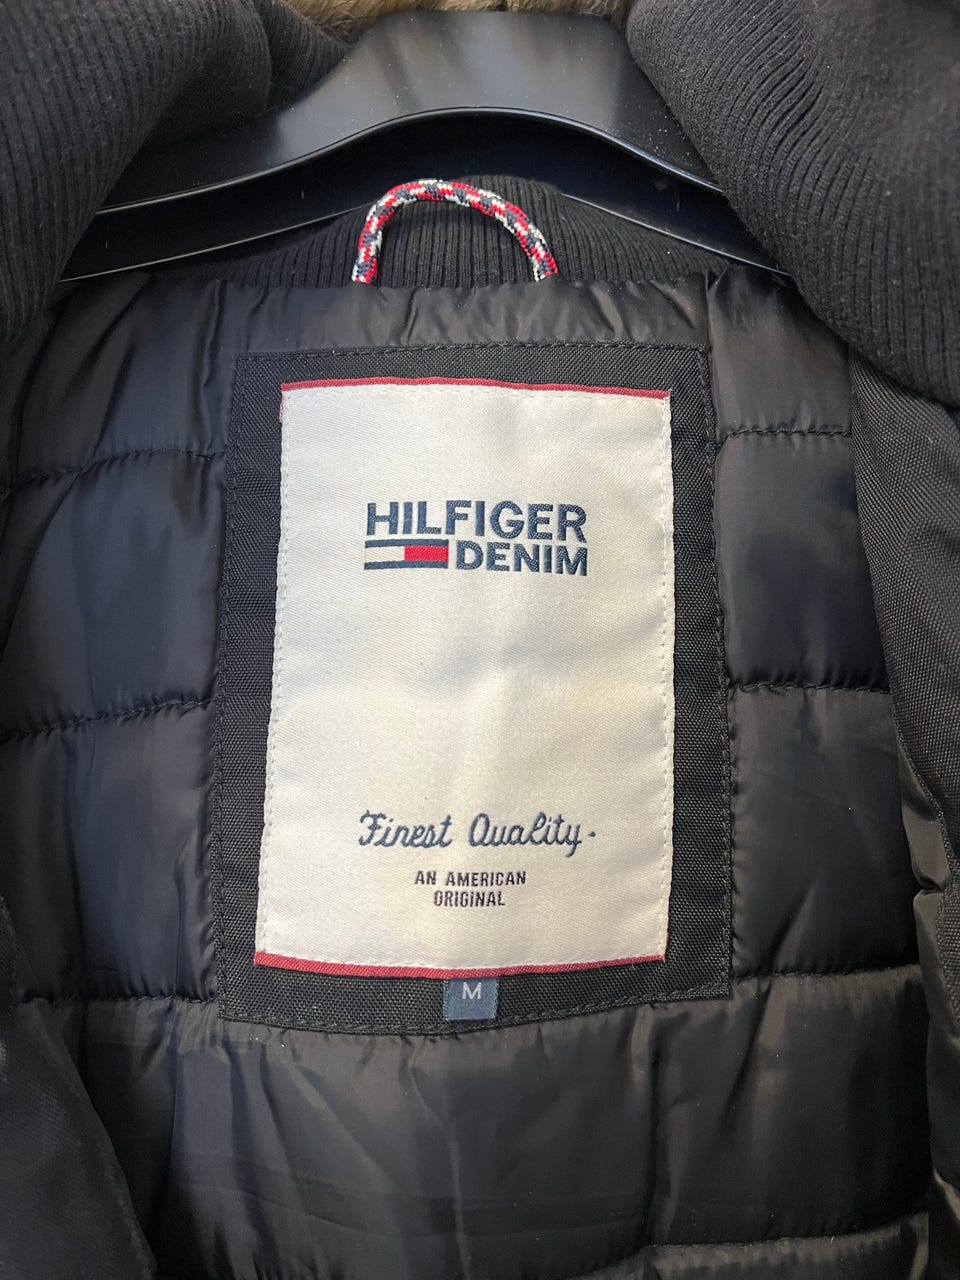 HILFIGER
DENIM
Finest Quality.
AN AMERICAN
ORIGINAL
M